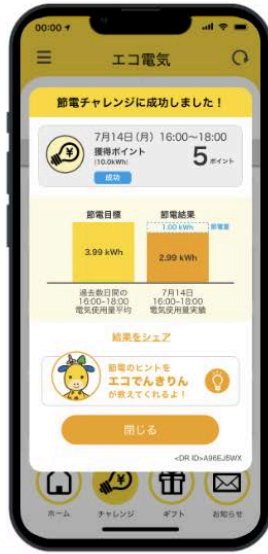 00:00
エコ電気
節電チャレンジに成功しました！
7月14日(月) 16:00〜18:00
獲得ポイント
(10.0kWh)
5ポイント
成功
節電目標
節電結果
1.00 kWh
節電量
3.99 kWh
2.99 kWh
過去数日間の
16:00-18:00
電気使用量平均
7月14日
16:00-18:00
電気使用量実績
結果をシェア
節電のヒントを
エコでんきりん
が教えてくれるよ！
閉じる
<DR ID>A96EJ5WX
ホーム
チャレンジ
ギフト
お知らせ